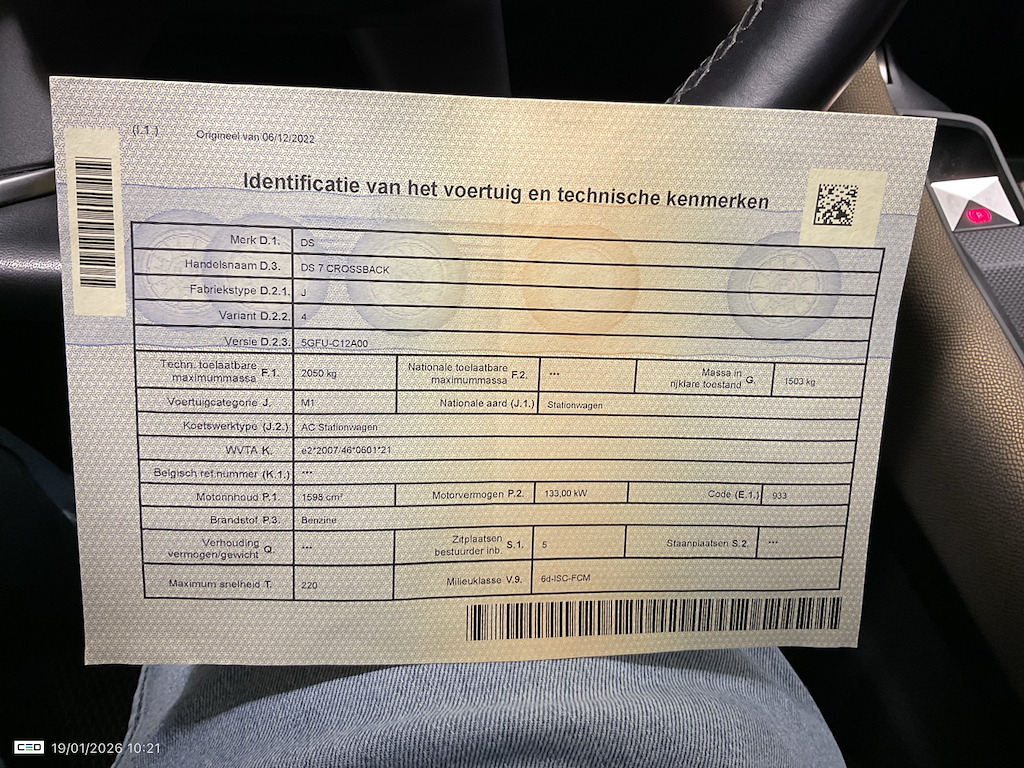 (I.1.) Origineel van 06/12/2022
Identificatie van het voertuig en technische kenmerken
Merk D.1. DS
Handelsnaam D.3. DS 7 CROSSBACK
Fabriekstype D.2.1. J
Variant D.2.2. 4
Versie D.2.3. 5GFU-C12A00
Techn. toelaatbare maximummassa F.1. 2050 kg Nationale toelaatbare maximummassa F.2. *** Massa in rijklare toestand G. 1503 kg
Voertuigcategorie J. M1 Nationale aard (J.1.) Stationwagen
Koetswerktype (J.2.) AC Stationwagen
WVTA K. e2*2007/46*0601*21
Belgisch ref.nummer (K.1.) ***
Motorinhoud P.1. 1598 cm³ Motorvermogen P.2. 133,00 kW Code (E.1.) 933
Brandstof P.3. Benzine
Verhouding vermogen/gewicht Q. *** Zitplaatsen bestuurder inb. S.1. 5 Staanplaatsen S.2. ***
Maximum snelheid T. 220 Milieuklasse V.9. 6d-ISC-FCM
CEO 19/01/2026 10:21